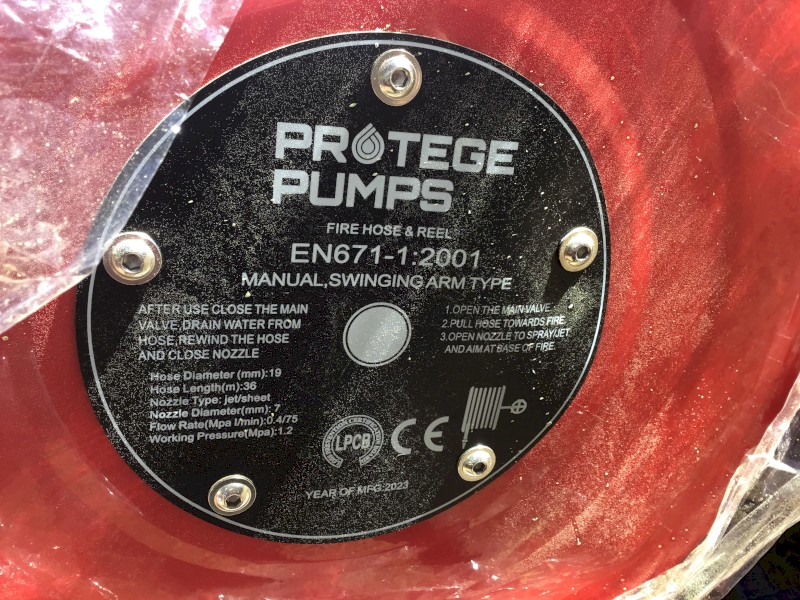 PROTEGE
PUMPS
FIRE HOSE & REEL
EN671-1:2001
MANUAL,SWINGING ARM TYPE
AFTER USE CLOSE THE MAIN
VALVE,DRAIN WATER FROM
HOSE,REWIND THE HOSE
AND CLOSE NOZZLE
1.OPEN THE MAIN VALVE
2.PULL HOSE TOWARDS FIRE
3.OPEN NOZZLE TO SPRAY/JET
AND AIM AT BASE OF FIRE.
Hose Diameter (mm):19
Hose Length(m):36
Nozzle Type: jet/sheet
Nozzle Diameter(mm): 7
Flow Rate(Mpa l/min):0.4/75
Working Pressure(Mpa):1.2
LPCB
CE
YEAR OF MFG:2023